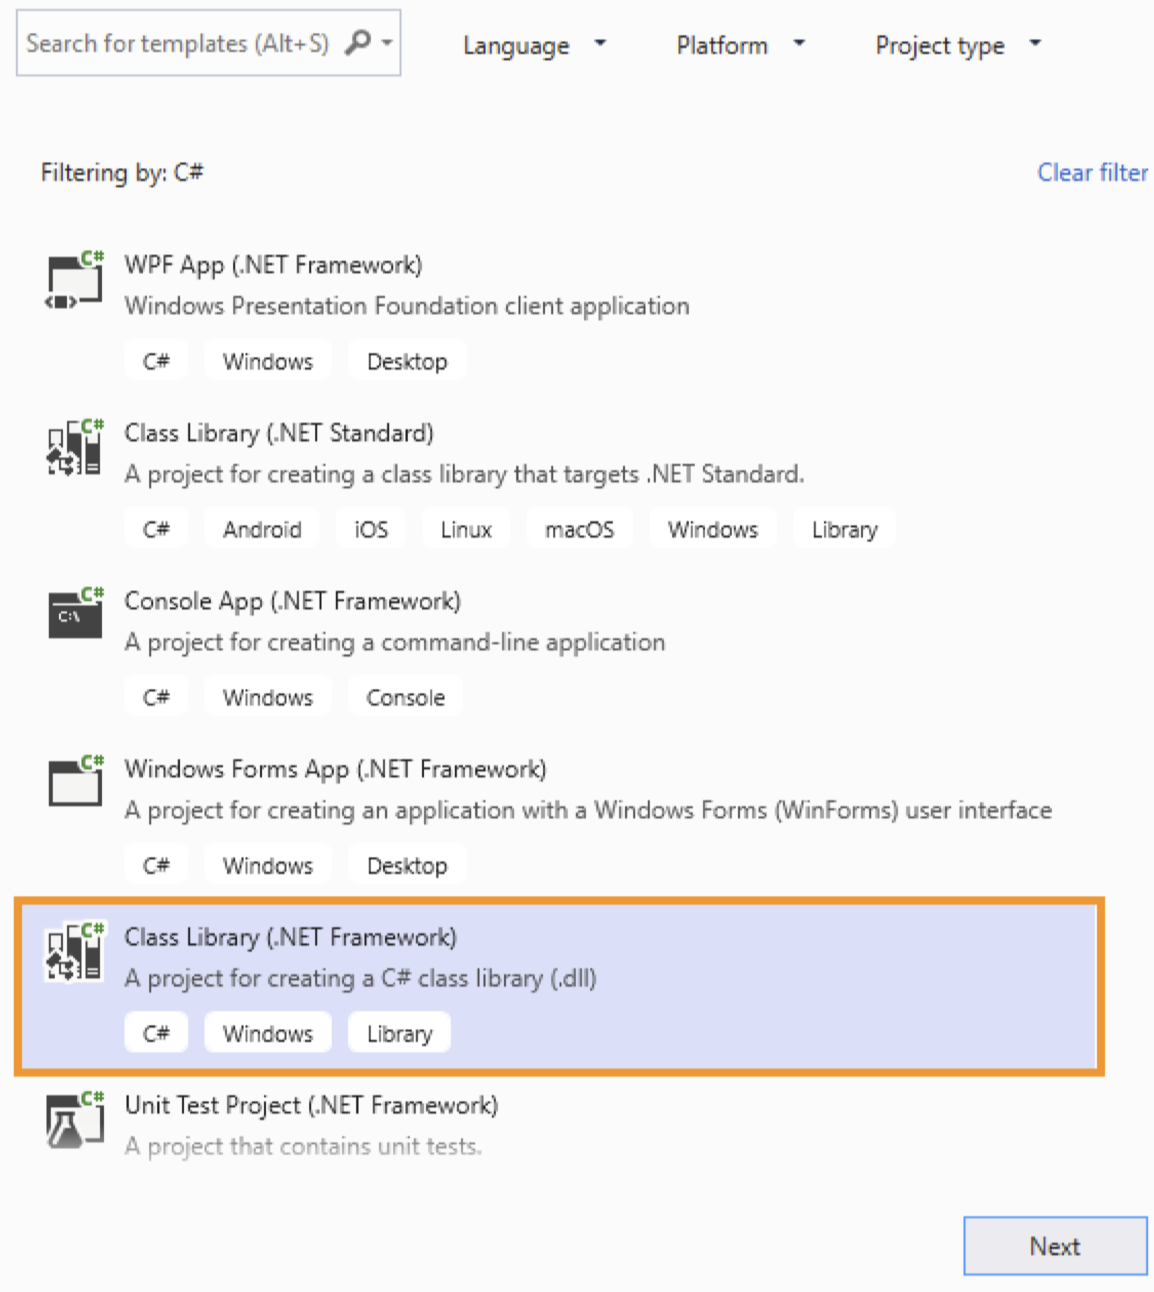 Search for templates (Alt+S) Language Platform Project type
Filtering by: C# Clear filter
C#
WPF App (.NET Framework)
Windows Presentation Foundation client application
C# Windows Desktop
C#
Class Library (.NET Standard)
A project for creating a class library that targets .NET Standard.
C# Android iOS Linux macOS Windows Library
C#
C:\
Console App (.NET Framework)
A project for creating a command-line application
C# Windows Console
C#
Windows Forms App (.NET Framework)
A project for creating an application with a Windows Forms (WinForms) user interface
C# Windows Desktop
C#
Class Library (.NET Framework)
A project for creating a C# class library (.dll)
C# Windows Library
C#
Unit Test Project (.NET Framework)
A project that contains unit tests.
Next